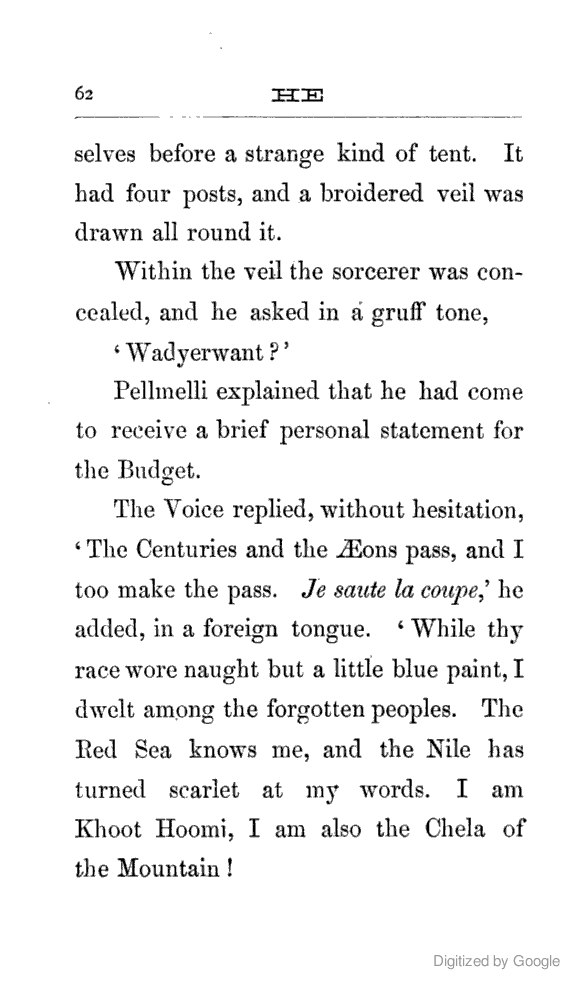 62 HE
selves before a strange kind of tent. It
had four posts, and a broidered veil was
drawn all round it.
Within the veil the sorcerer was con-
cealed, and he asked in a gruff tone,
‘Wadyerwant?’
Pellmelli explained that he had come
to receive a brief personal statement for
the Budget.
The Voice replied, without hesitation,
‘The Centuries and the Æons pass, and I
too make the pass. Je saute la coupe,’ he
added, in a foreign tongue. ‘While thy
race wore naught but a little blue paint, I
dwelt among the forgotten peoples. The
Red Sea knows me, and the Nile has
turned scarlet at my words. I am
Khoot Hoomi, I am also the Chela of
the Mountain!
Digitized by Google